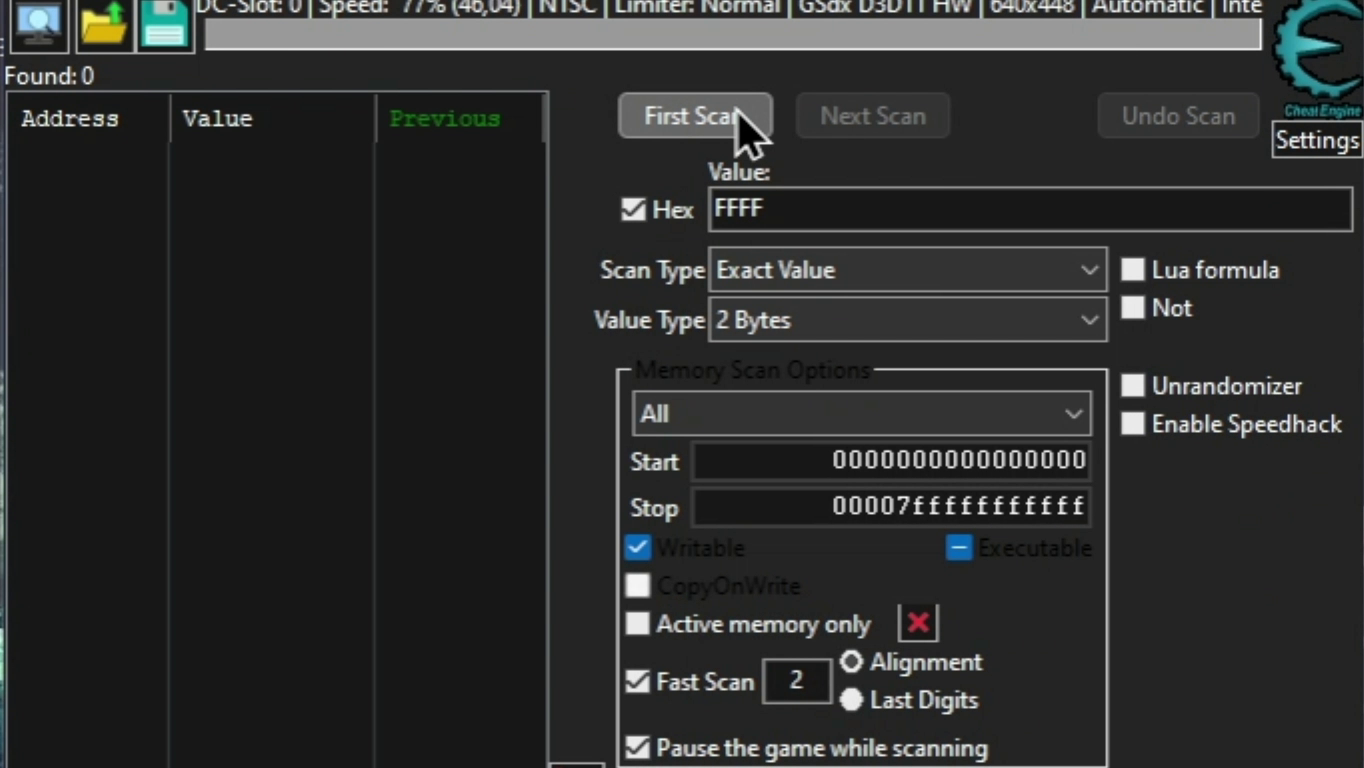 DC-Slot: 0 | Speed: 77% (46,04) | NTSC | Limiter: Normal | GSdx D3D11 HW | 640x448 | Automatic | Inte
Found: 0
Address Value Previous
First Scan Next Scan Undo Scan
Cheat Engine
Settings
Value:
Hex FFFF
Scan Type Exact Value Lua formula
Not
Value Type 2 Bytes
Memory Scan Options
Unrandomizer
All
Enable Speedhack
Start 0000000000000000
Stop 00007fffffffffff
Writable Executable
CopyOnWrite
Active memory only
Alignment
Fast Scan 2
Last Digits
Pause the game while scanning